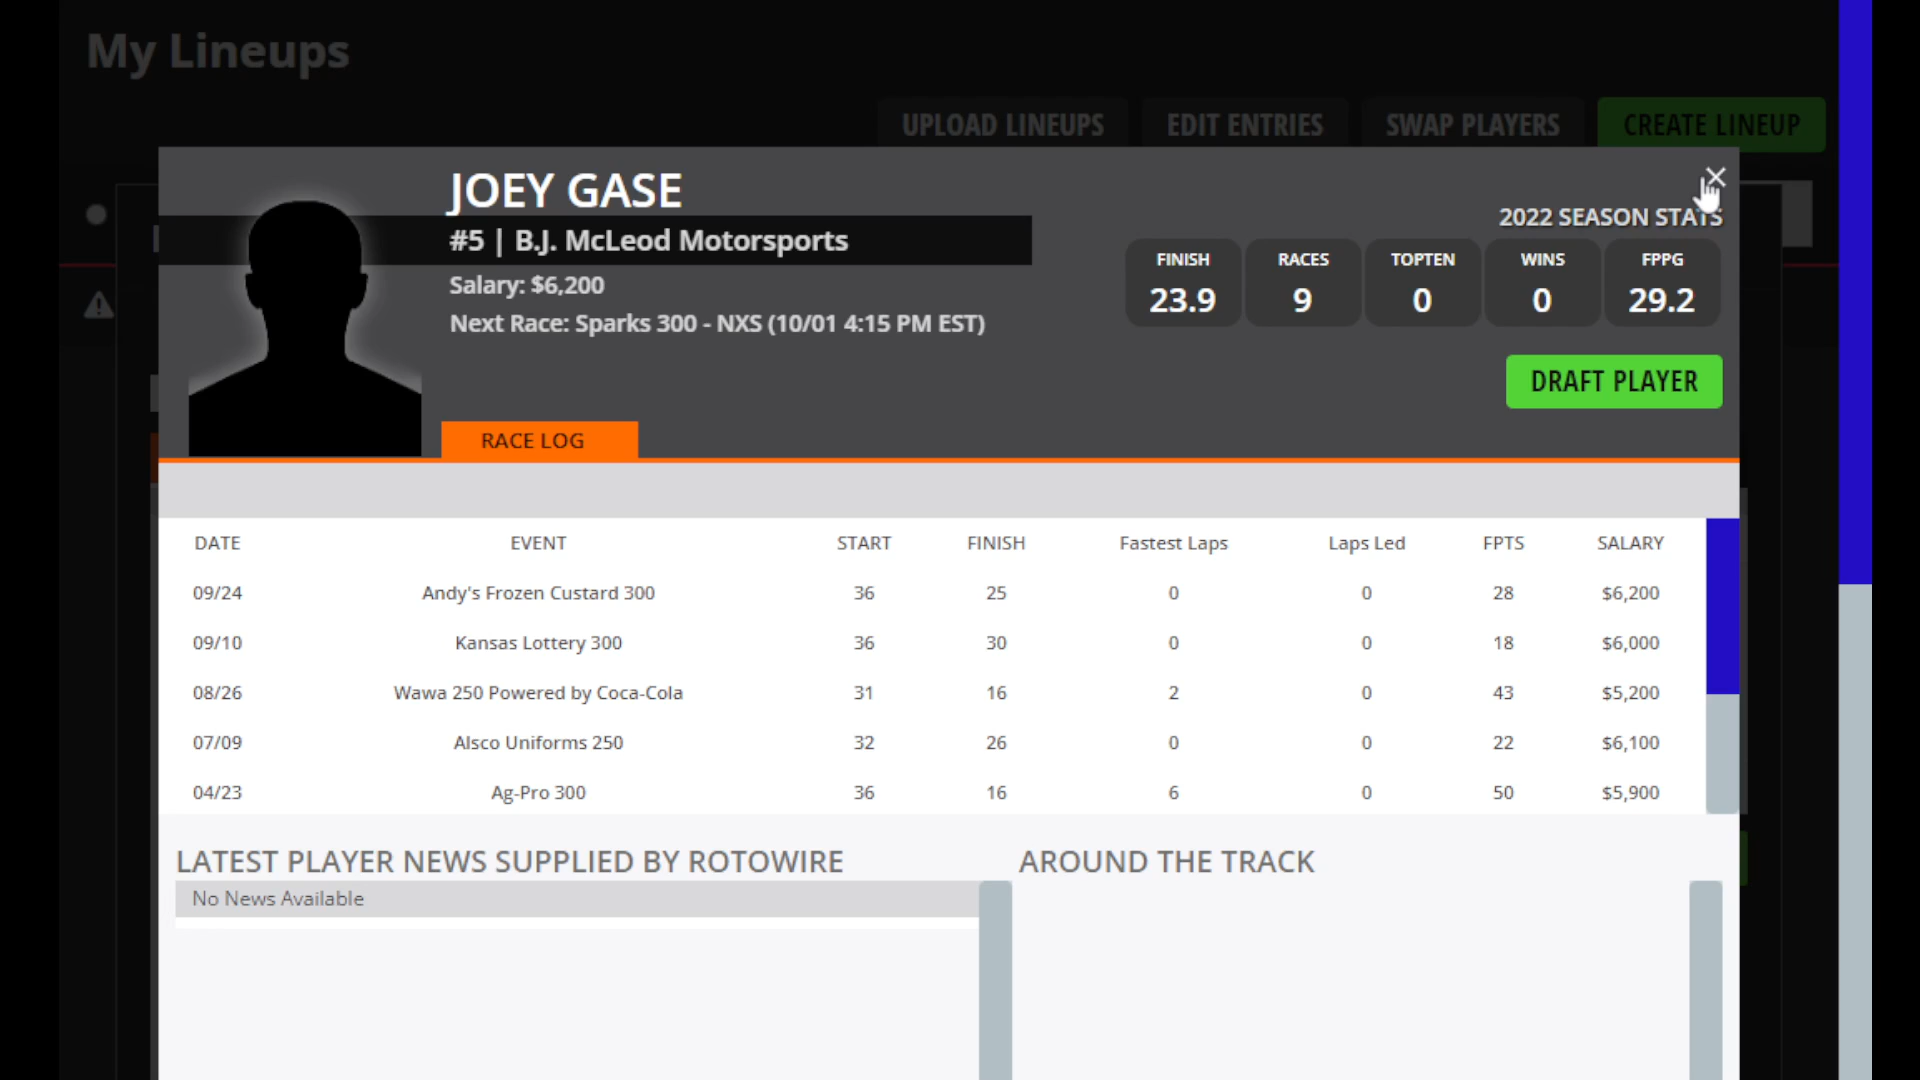 My Lineups
UPLOAD LINEUPS EDIT ENTRIES SWAP PLAYERS CREATE LINEUP
JOEY GASE
#5 | B.J. McLeod Motorsports
Salary: $6,200
Next Race: Sparks 300 - NXS (10/01 4:15 PM EST)
2022 SEASON STATS
FINISH RACES TOPTEN WINS FPPG
23.9 9 0 0 29.2
DRAFT PLAYER
RACE LOG
DATE EVENT START FINISH Fastest Laps Laps Led FPTS SALARY
09/24 Andy's Frozen Custard 300 36 25 0 0 28 $6,200
09/10 Kansas Lottery 300 36 30 0 0 18 $6,000
08/26 Wawa 250 Powered by Coca-Cola 31 16 2 0 43 $5,200
07/09 Alsco Uniforms 250 32 26 0 0 22 $6,100
04/23 Ag-Pro 300 36 16 6 0 50 $5,900
LATEST PLAYER NEWS SUPPLIED BY ROTOWIRE
No News Available
AROUND THE TRACK